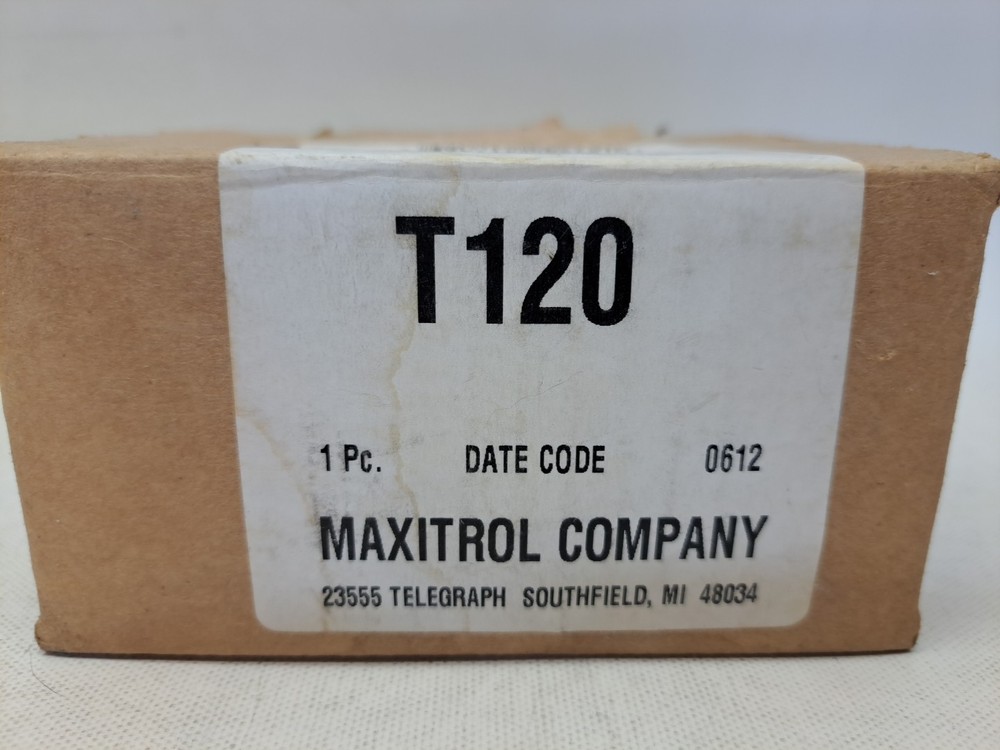 T120
1 Pc. DATE CODE 0612
MAXITROL COMPANY
23555 TELEGRAPH SOUTHFIELD, MI 48034